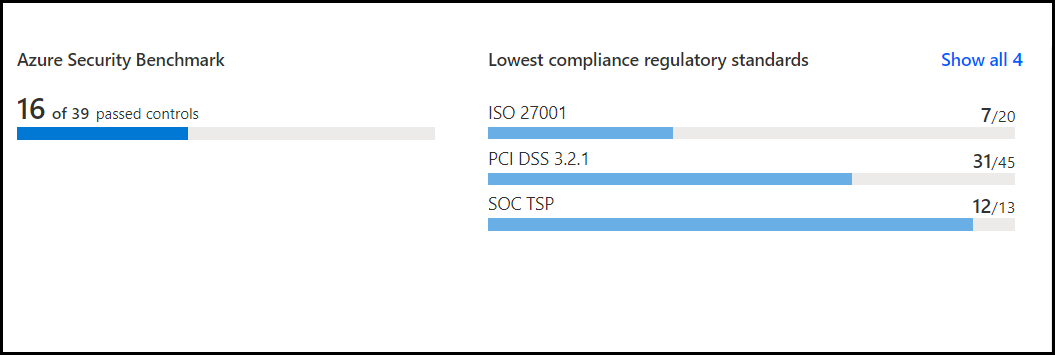 Azure Security Benchmark
16 of 39 passed controls
Lowest compliance regulatory standards Show all 4
ISO 27001 7/20
PCI DSS 3.2.1 31/45
SOC TSP 12/13